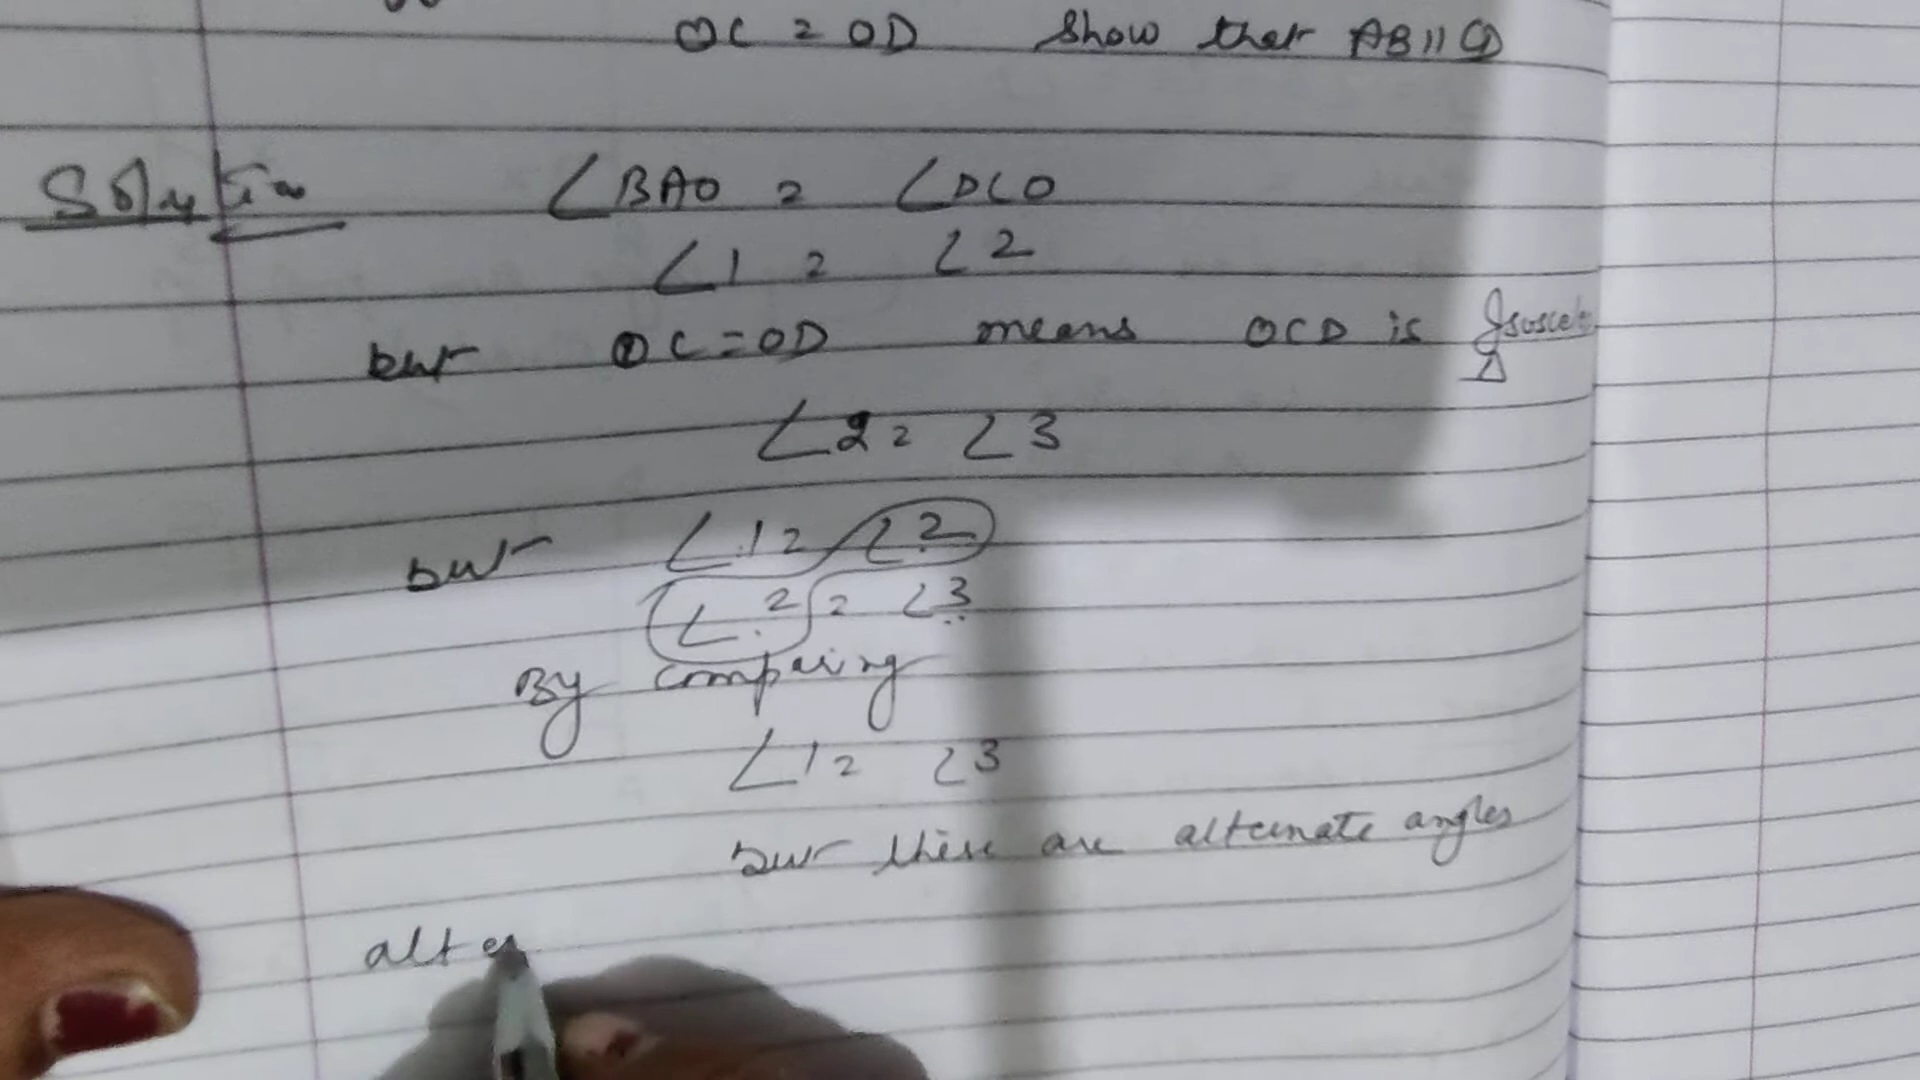 OC = OD Show that AB || CD
Solution ∠BAO = ∠DCO
∠1 = ∠2
but OC = OD means OCD is Isosceles
Δ
∠2 = ∠3
but ∠1 = ∠2
∠2 = ∠3
By comparing
∠1 = ∠3
but these are alternate angles
alter